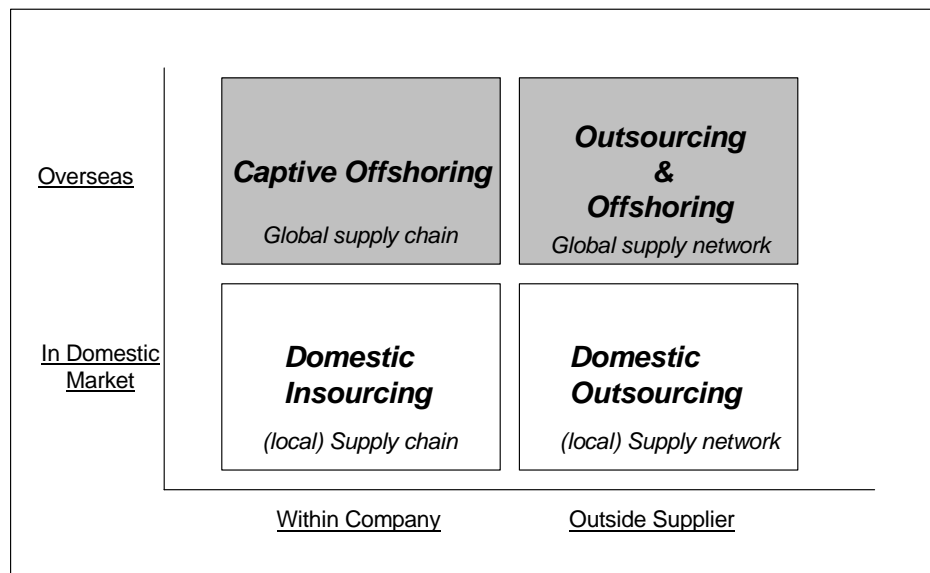 Overseas
Captive Offshoring
Global supply chain
Outsourcing
&
Offshoring
Global supply network
In Domestic
Market
Domestic
Insourcing
(local) Supply chain
Domestic
Outsourcing
(local) Supply network
Within Company
Outside Supplier